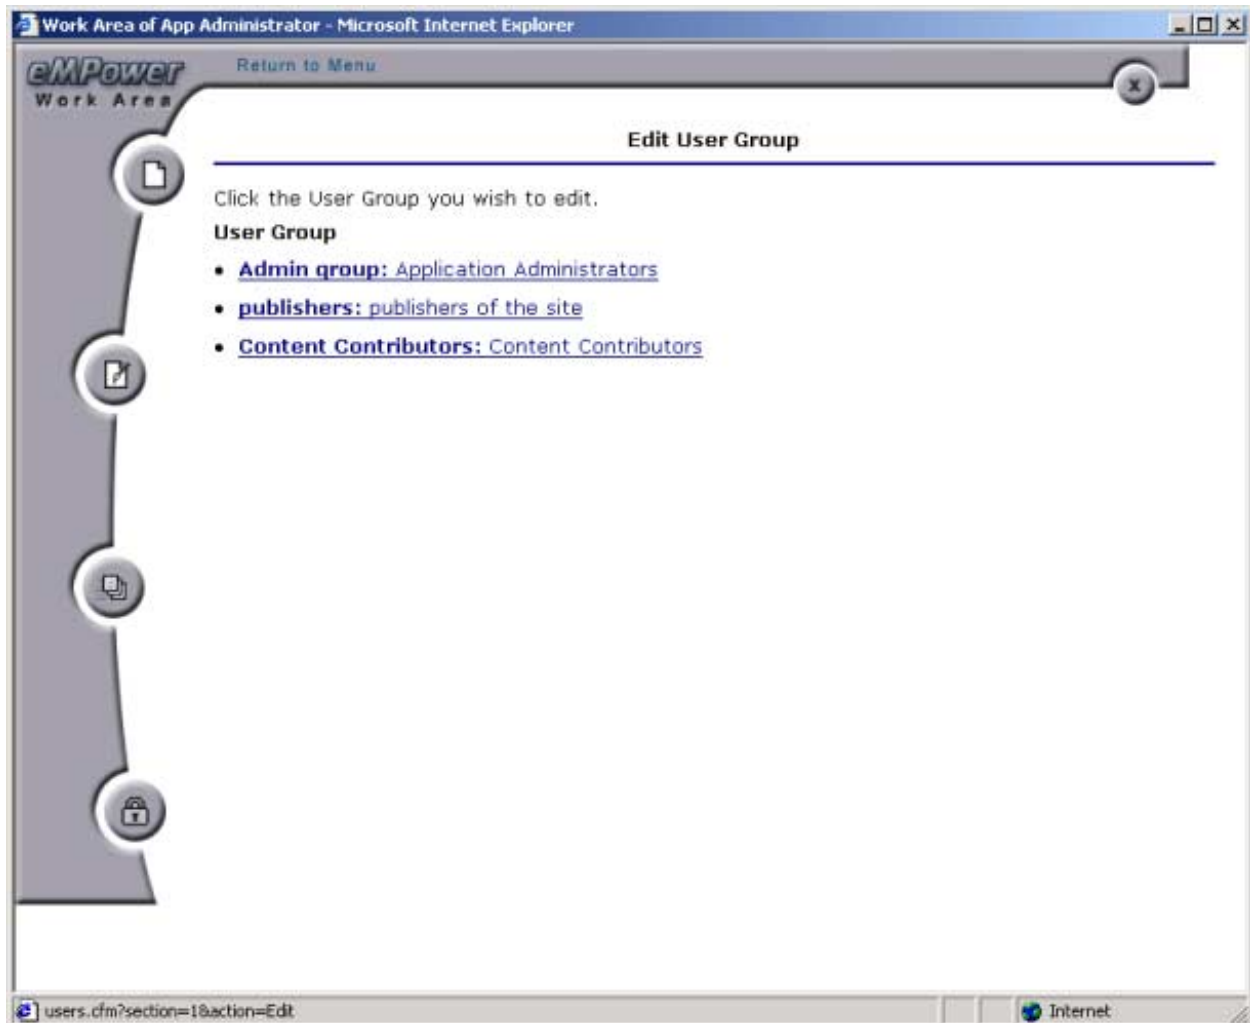 Work Area of App Administrator - Microsoft Internet Explorer
eMPower
Return to Menu
Work Area
x
Edit User Group
Click the User Group you wish to edit.
User Group
• Admin group: Application Administrators
• publishers: publishers of the site
• Content Contributors: Content Contributors
users.cfm?section=1&action=Edit
Internet